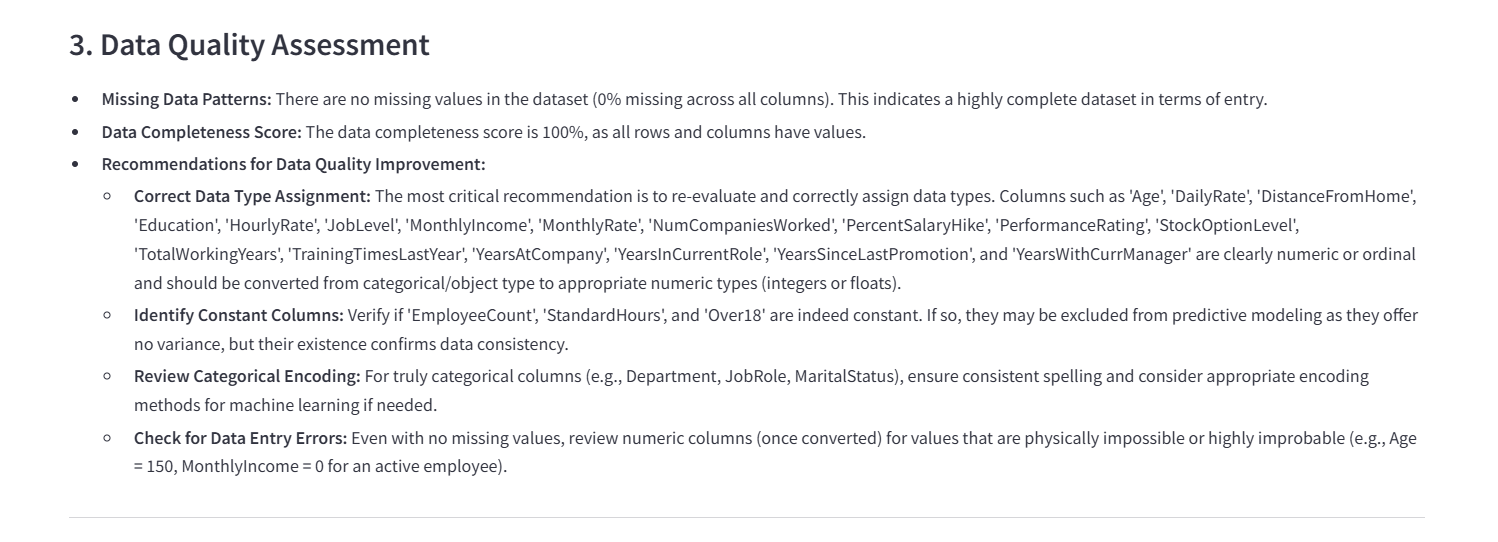 3. Data Quality Assessment
• Missing Data Patterns: There are no missing values in the dataset (0% missing across all columns). This indicates a highly complete dataset in terms of entry.
• Data Completeness Score: The data completeness score is 100%, as all rows and columns have values.
• Recommendations for Data Quality Improvement:
◦ Correct Data Type Assignment: The most critical recommendation is to re-evaluate and correctly assign data types. Columns such as 'Age', 'DailyRate', 'DistanceFromHome',
'Education', 'HourlyRate', 'JobLevel', 'MonthlyIncome', 'MonthlyRate', 'NumCompaniesWorked', 'PercentSalaryHike', 'PerformanceRating', 'StockOptionLevel',
'TotalWorkingYears', 'TrainingTimesLastYear', 'YearsAtCompany', 'YearsInCurrentRole', 'YearsSinceLastPromotion', and 'YearsWithCurrManager' are clearly numeric or ordinal
and should be converted from categorical/object type to appropriate numeric types (integers or floats).
◦ Identify Constant Columns: Verify if 'EmployeeCount', 'StandardHours', and 'Over18' are indeed constant. If so, they may be excluded from predictive modeling as they offer
no variance, but their existence confirms data consistency.
◦ Review Categorical Encoding: For truly categorical columns (e.g., Department, JobRole, MaritalStatus), ensure consistent spelling and consider appropriate encoding
methods for machine learning if needed.
◦ Check for Data Entry Errors: Even with no missing values, review numeric columns (once converted) for values that are physically impossible or highly improbable (e.g., Age
= 150, MonthlyIncome = 0 for an active employee).